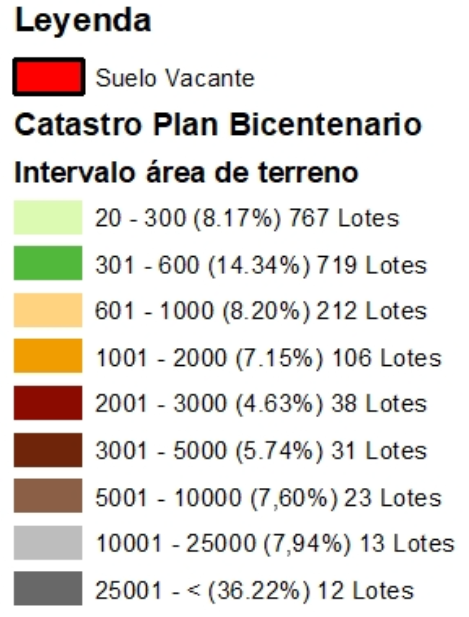 Leyenda
Suelo Vacante
Catastro Plan Bicentenario
Intervalo área de terreno
20 - 300 (8.17%) 767 Lotes
301 - 600 (14.34%) 719 Lotes
601 - 1000 (8.20%) 212 Lotes
1001 - 2000 (7.15%) 106 Lotes
2001 - 3000 (4.63%) 38 Lotes
3001 - 5000 (5.74%) 31 Lotes
5001 - 10000 (7,60%) 23 Lotes
10001 - 25000 (7,94%) 13 Lotes
25001 - < (36.22%) 12 Lotes